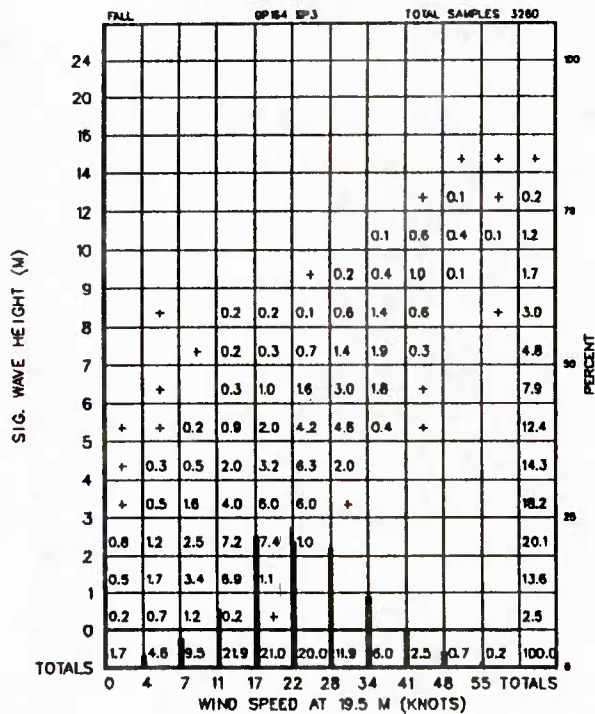 FALL TOTAL SAMPLES 3260
24 100
20
16
14
+ + +
12 75
+ 0.1 + 0.2
0.1 0.6 0.4 0.1 1.2
10
+ 0.2 0.4 1.0 0.1 1.7
9
+ 0.2 0.2 0.1 0.6 1.4 0.6 + 3.0
8
+ 0.2 0.3 0.7 1.4 1.9 0.3 4.8
7 50
+ 0.3 1.0 1.6 3.0 1.8 + 7.9
6
+ + 0.2 0.9 2.0 4.2 4.6 0.4 + 12.4
5
+ 0.3 0.5 2.0 3.2 6.3 2.0 14.3
4
+ 0.5 1.6 4.0 6.0 6.0 + 18.2
3 25
0.8 1.2 2.5 7.2 7.4 1.0 20.1
2
0.5 1.7 3.4 6.9 1.1 13.6
1
0.2 0.7 1.2 0.2 + 2.5
0
1.7 4.6 9.5 21.9 21.0 20.0 11.9 6.0 2.5 0.7 0.2 100.0
TOTALS 0
0 4 7 11 17 22 28 34 41 48 55 TOTALS
WIND SPEED AT 19.5 M (KNOTS)
SIG. WAVE HEIGHT (M)
PERCENT